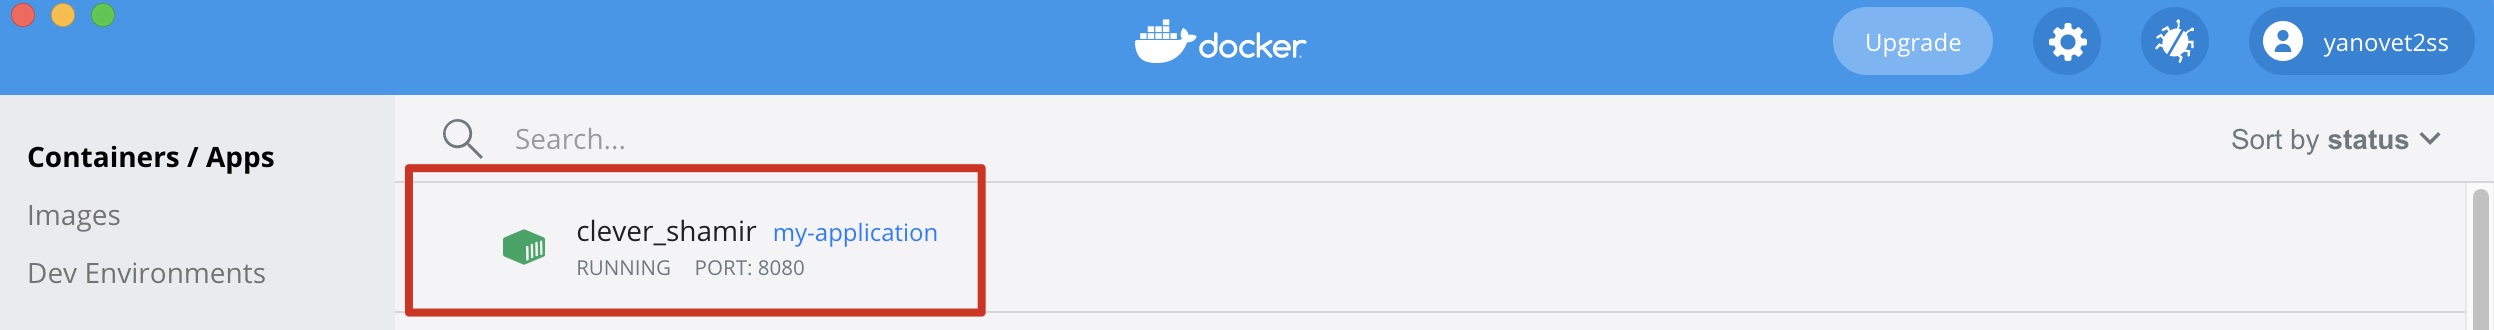 docker
Upgrade
yanovet2ss
Containers / Apps
Images
Dev Environments
Search...
Sort by status
clever_shamir my-application
RUNNING PORT: 8080